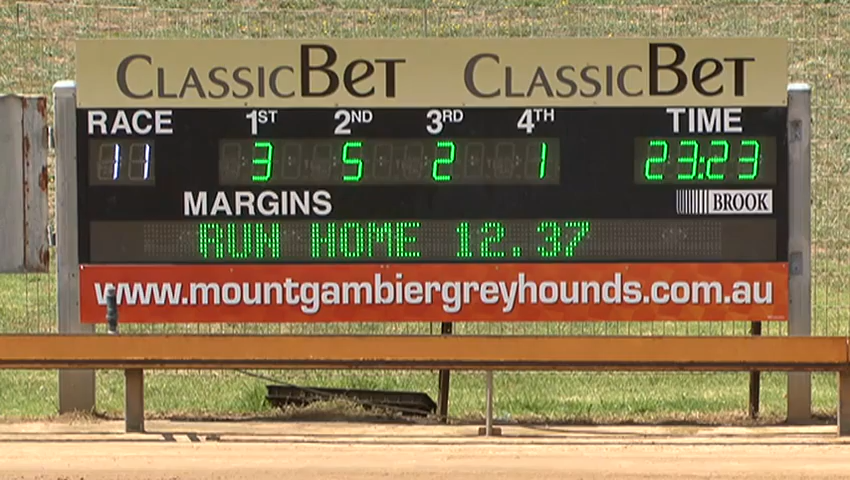 CLASSICBET CLASSICBET
RACE 1ST 2ND 3RD 4TH TIME
11 3 5 2 1 23:23
MARGINS BROOK
RUN HOME 12.37
www.mountgambiergreyhounds.com.au